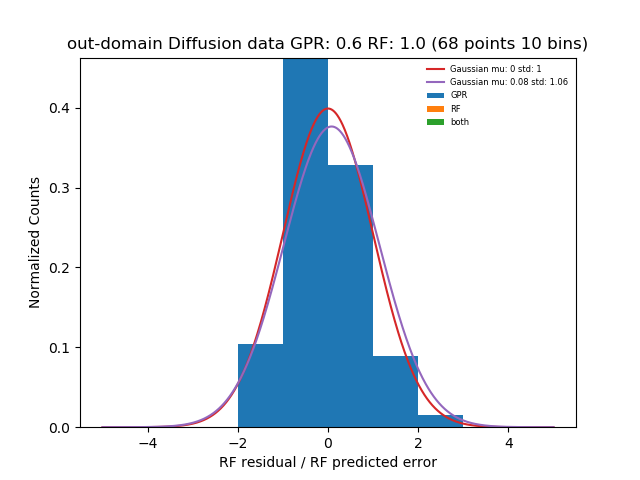 out-domain Diffusion data GPR: 0.6 RF: 1.0 (68 points 10 bins)
Gaussian mu: 0 std: 1
Gaussian mu: 0.08 std: 1.06
GPR
RF
both
Normalized Counts
0.4
0.3
0.2
0.1
0.0
−4
−2
0
2
4
RF residual / RF predicted error